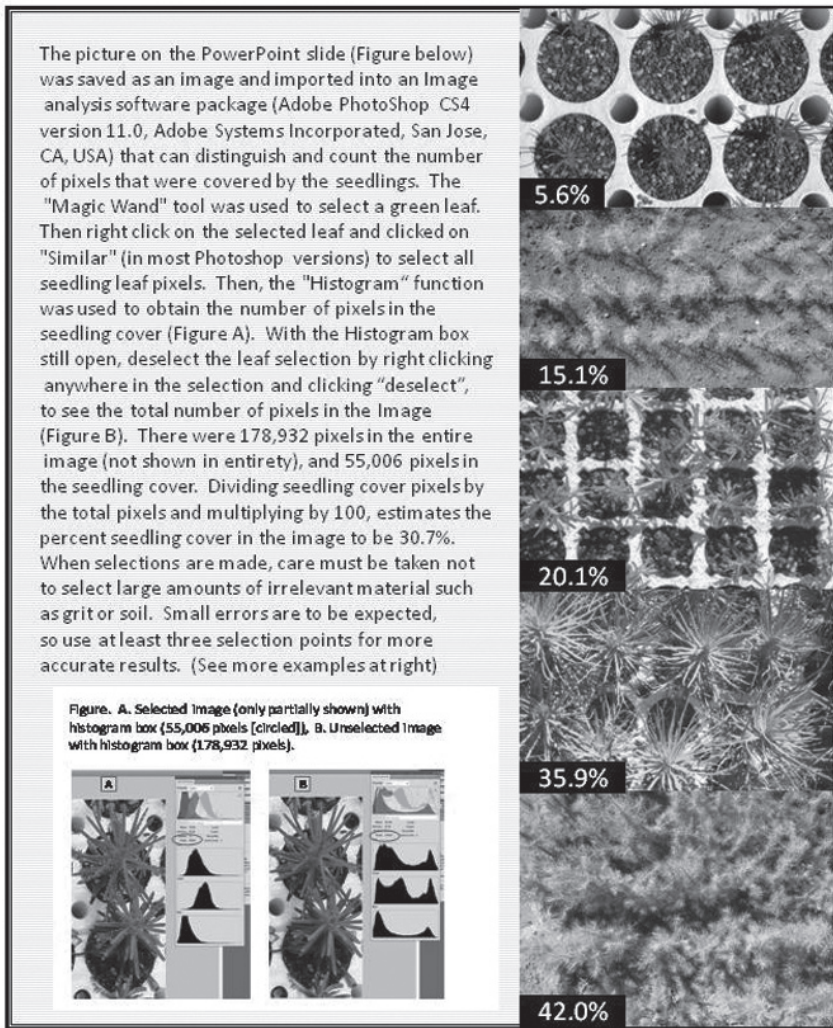 The picture on the PowerPoint slide (Figure below)
was saved as an image and imported into an Image
analysis software package (Adobe PhotoShop CS4
version 11.0, Adobe Systems Incorporated, San Jose,
CA, USA) that can distinguish and count the number
of pixels that were covered by the seedlings. The
"Magic Wand" tool was used to select a green leaf.
Then right click on the selected leaf and clicked on
"Similar" (in most Photoshop versions) to select all
seedling leaf pixels. Then, the "Histogram“ function
was used to obtain the number of pixels in the
seedling cover (Figure A). With the Histogram box
still open, deselect the leaf selection by right clicking
anywhere in the selection and clicking “deselect”,
to see the total number of pixels in the Image
(Figure B). There were 178,932 pixels in the entire
image (not shown in entirety), and 55,006 pixels in
the seedling cover. Dividing seedling cover pixels by
the total pixels and multiplying by 100, estimates the
percent seedling cover in the image to be 30.7%.
When selections are made, care must be taken not
to select large amounts of irrelevant material such
as grit or soil. Small errors are to be expected,
so use at least three selection points for more
accurate results. (See more examples at right)
Figure. A. Selected Image (only partially shown) with
histogram box (55,006 pixels [circled]), B. Unselected Image
with histogram box (178,932 pixels).
A
B
5.6%
15.1%
20.1%
35.9%
42.0%